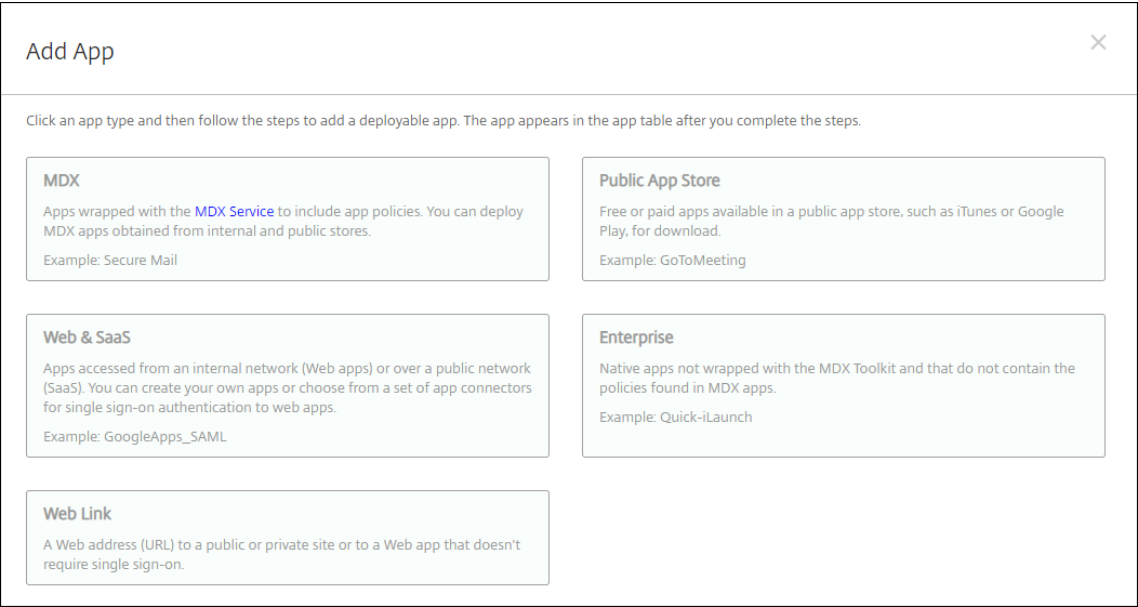 Add App
Click an app type and then follow the steps to add a deployable app. The app appears in the app table after you complete the steps.
MDX
Apps wrapped with the MDX Service to include app policies. You can deploy
MDX apps obtained from internal and public stores.
Example: Secure Mail
Public App Store
Free or paid apps available in a public app store, such as iTunes or Google
Play, for download.
Example: GoToMeeting
Web & SaaS
Apps accessed from an internal network (Web apps) or over a public network
(SaaS). You can create your own apps or choose from a set of app connectors
for single sign-on authentication to web apps.
Example: GoogleApps_SAML
Enterprise
Native apps not wrapped with the MDX Toolkit and that do not contain the
policies found in MDX apps.
Example: Quick-iLaunch
Web Link
A Web address (URL) to a public or private site or to a Web app that doesn't
require single sign-on.